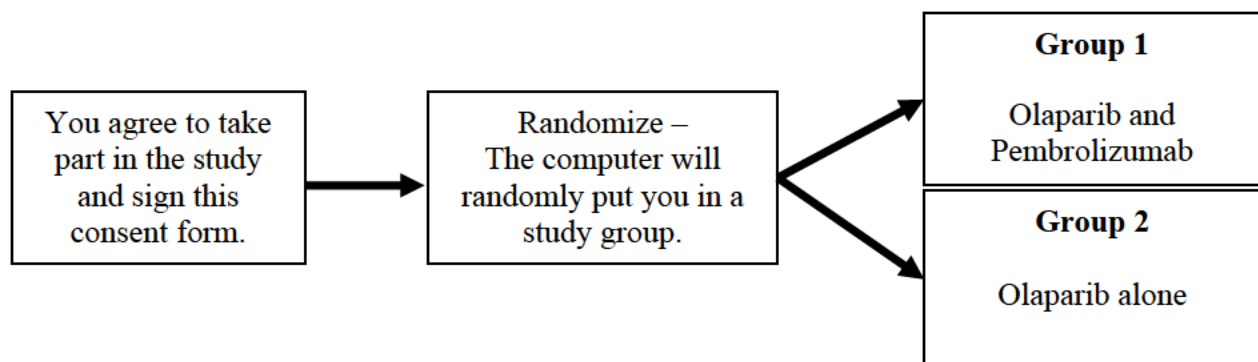 You agree to take
part in the study
and sign this
consent form.
Randomize –
The computer will
randomly put you in a
study group.
Group 1
Olaparib and
Pembrolizumab
Group 2
Olaparib alone